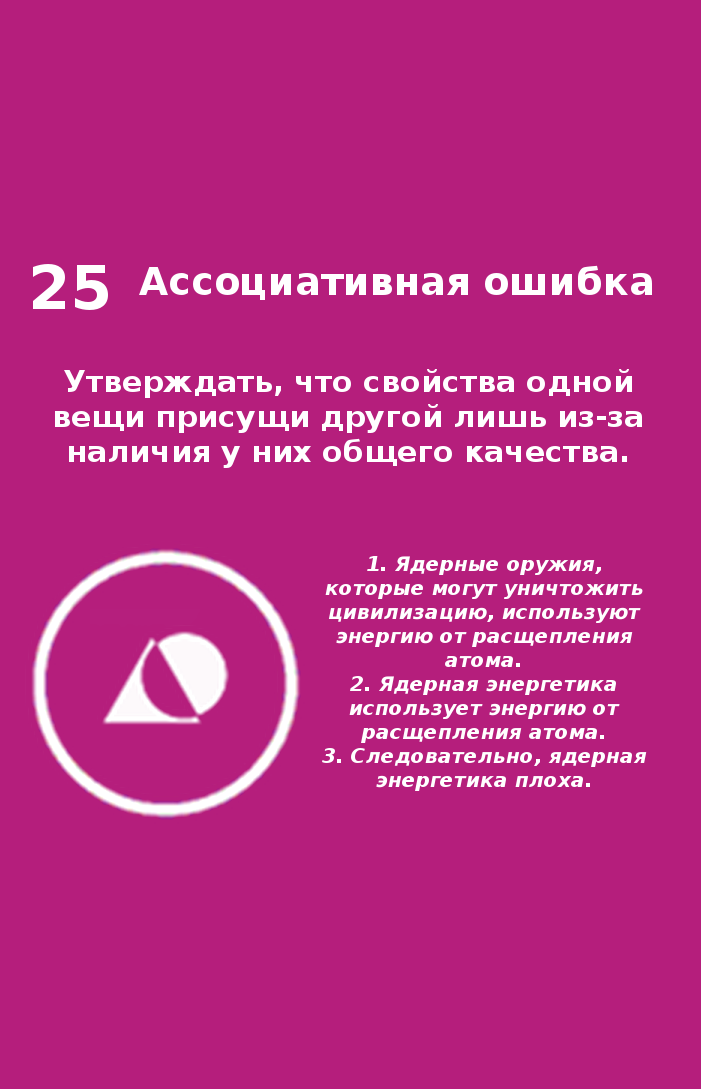 25 Ассоциативная ошибка
Утверждать, что свойства одной
вещи присущи другой лишь из-за
наличия у них общего качества.
1. Ядерные оружия,
которые могут уничтожить
цивилизацию, используют
энергию от расщепления
атома.
2. Ядерная энергетика
использует энергию от
расщепления атома.
3. Следовательно, ядерная
энергетика плоха.